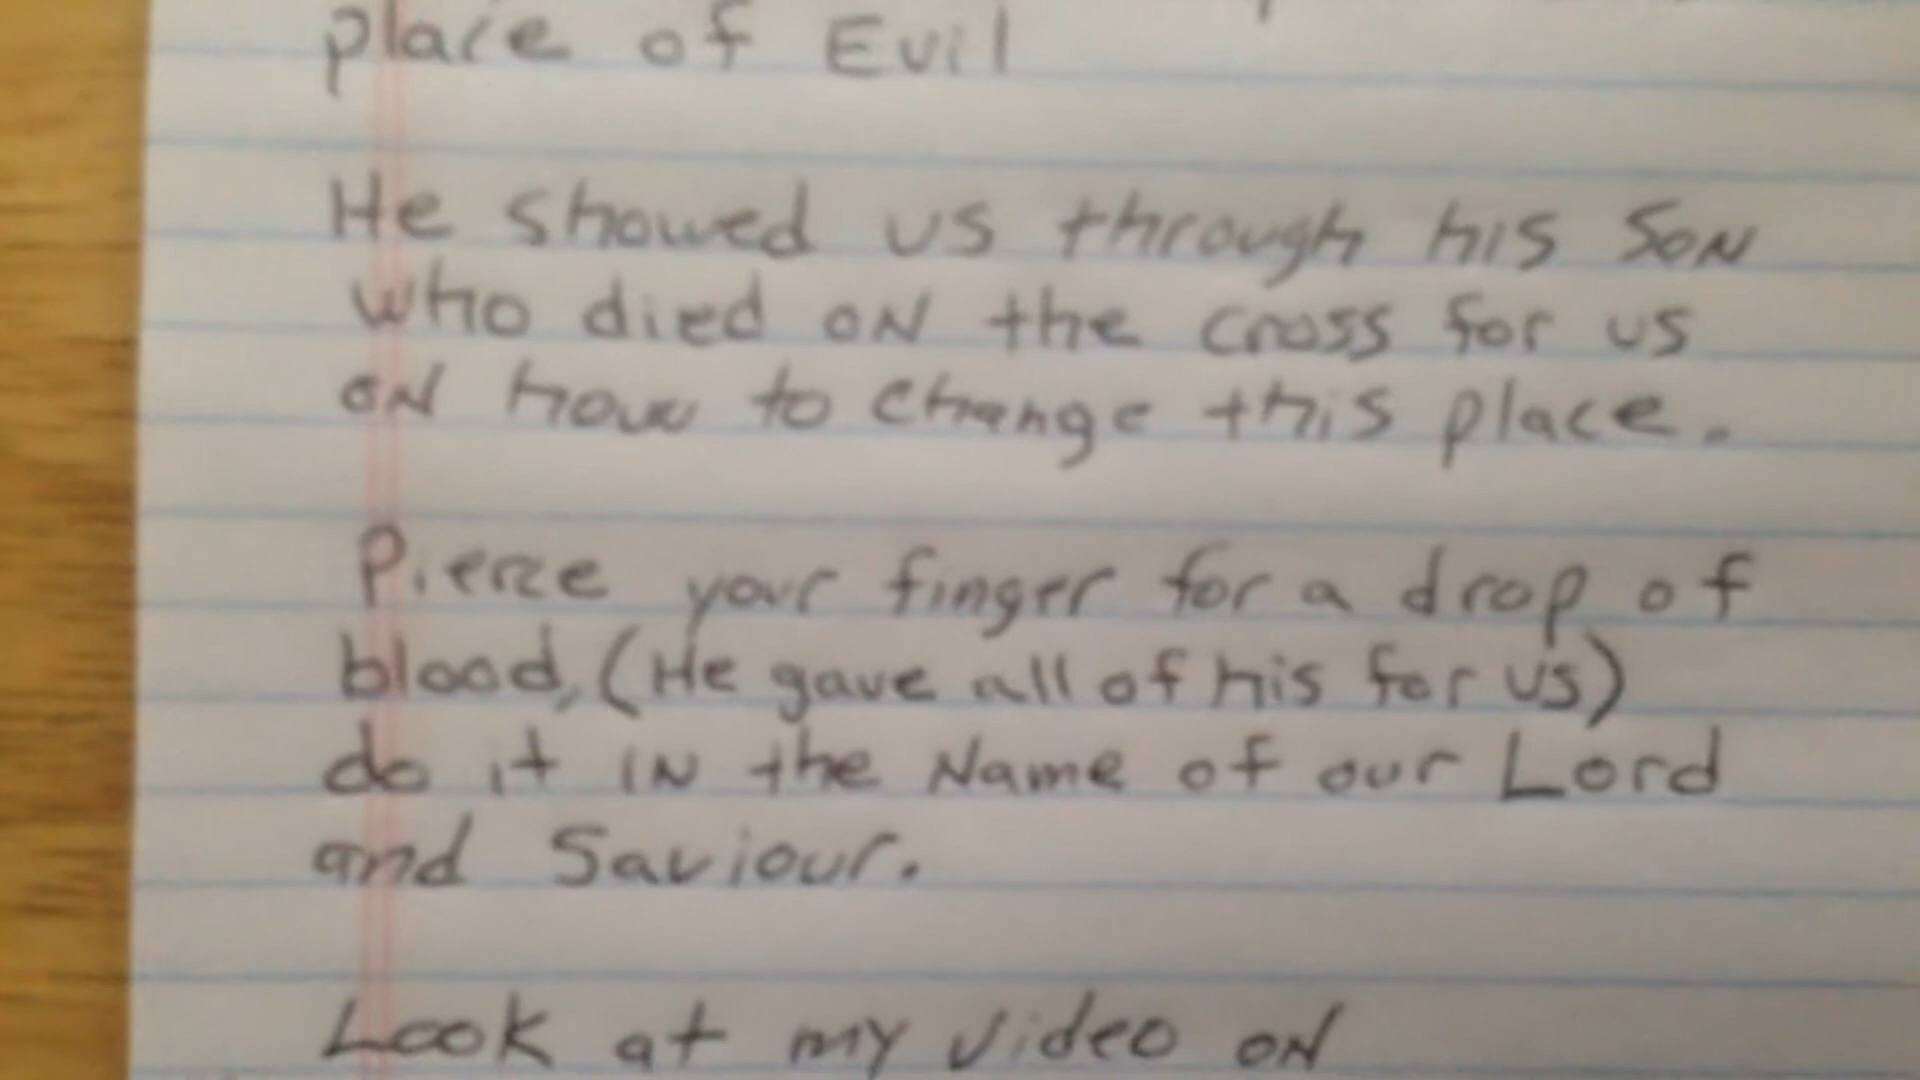 place of Evil
He showed us through his SON
who died ON the cross for us
ON how to change this place.
Pierce your finger for a drop of
blood, (He gave all of his for us)
do it IN the Name of our Lord
and Saviour.
Look at my video ON